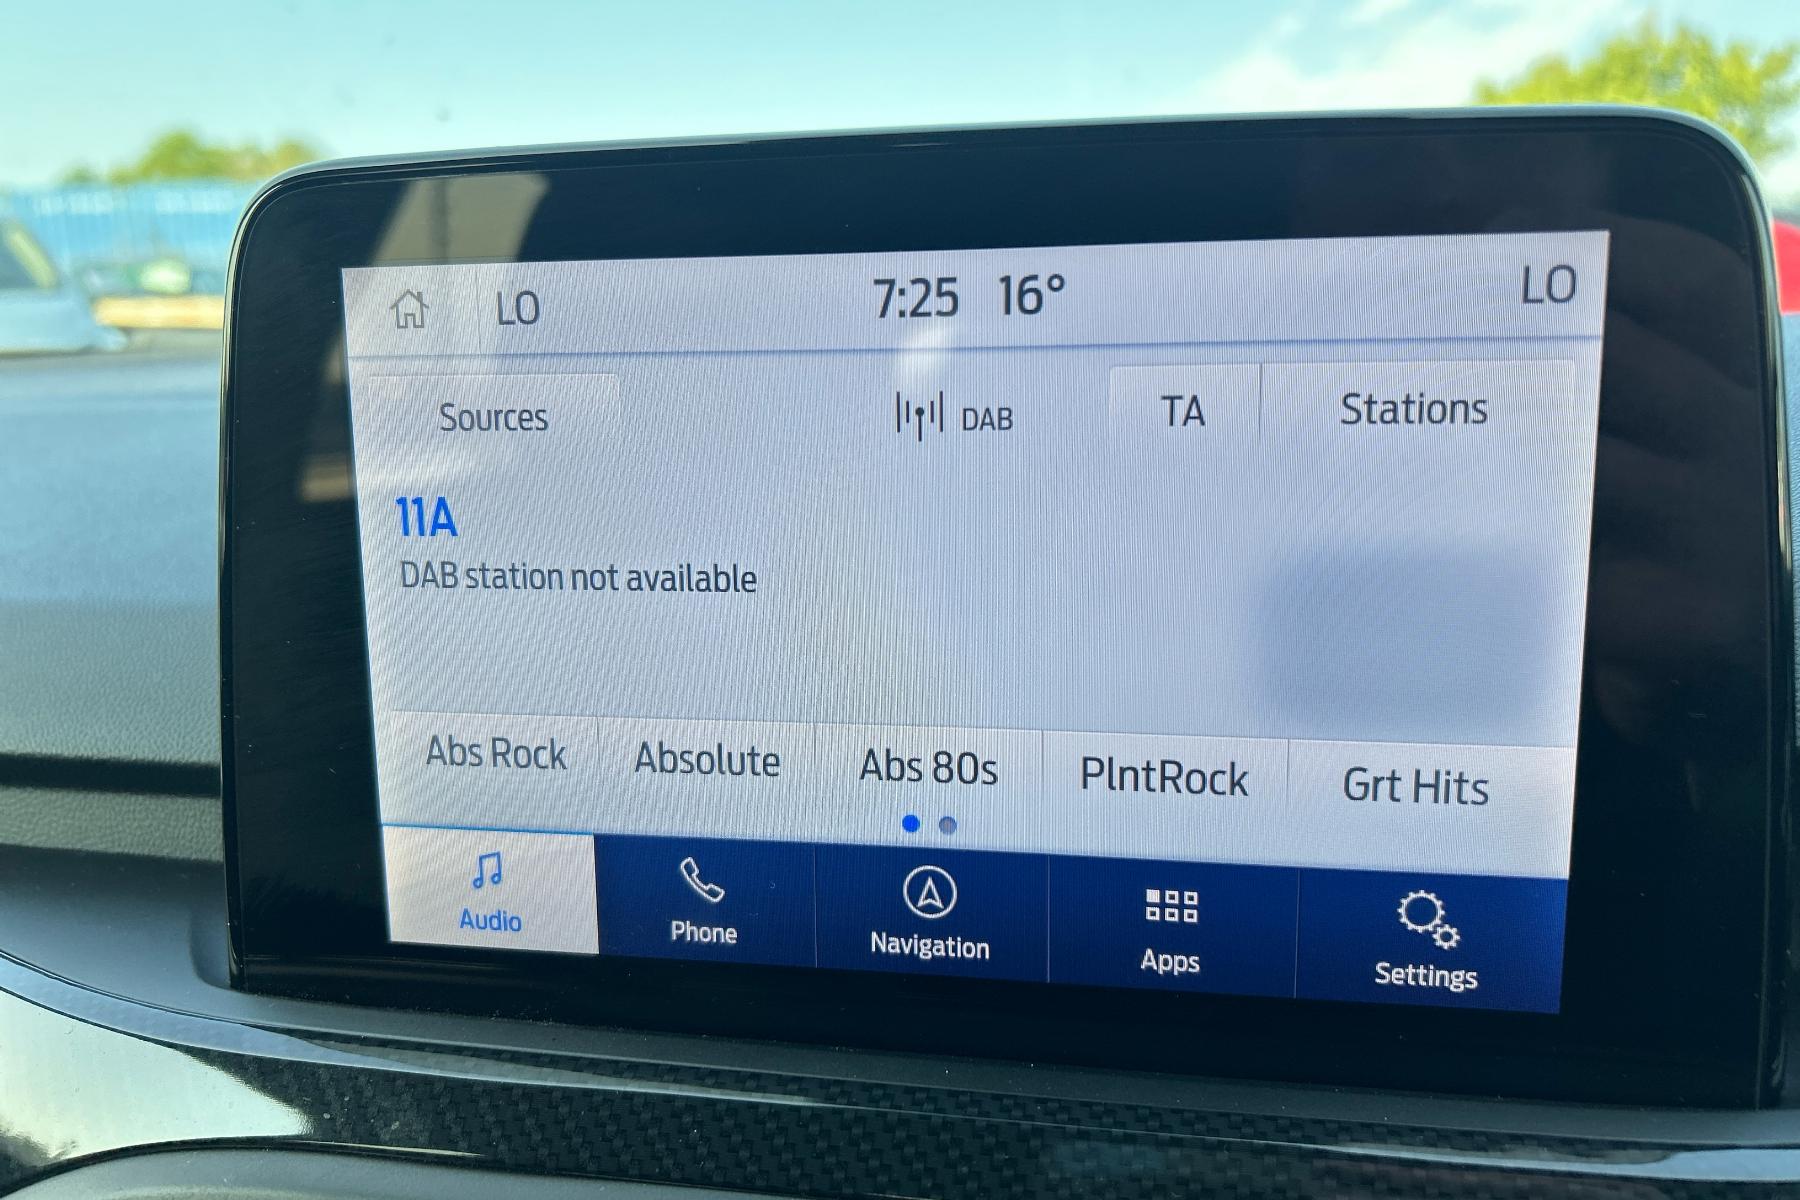 LO 7:25 16° LO
Sources DAB TA Stations
11A
DAB station not available
Abs Rock Absolute Abs 80s PlntRock Grt Hits
Audio Phone Navigation Apps Settings